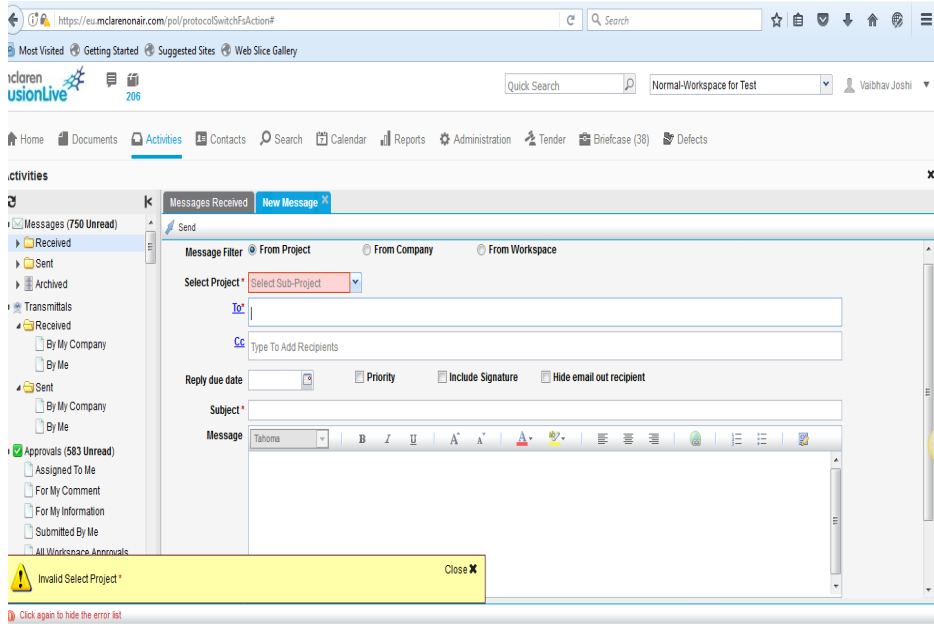 https://eu.mclarenonair.com/pol/protocolSwitchFsAction#
Search
Most Visited Getting Started Suggested Sites Web Slice Gallery
nclaren
usionLive
206
Quick Search
Normal-Workspace for Test
Vaibhav Joshi
Home Documents Activities Contacts Search Calendar Reports Administration Tender Briefcase (38) Defects
ctivities
Messages Received New Message
Messages (750 Unread)
Received
Sent
Archived
Transmittals
Received
By My Company
By Me
Sent
By My Company
By Me
Approvals (583 Unread)
Assigned To Me
For My Comment
For My Information
Submitted By Me
All Workspace Approvals
Send
Message Filter From Project From Company From Workspace
Select Project * Select Sub-Project
To*
Cc Type To Add Recipients
Reply due date Priority Include Signature Hide email out recipient
Subject *
Message Tahoma B I U A A A
Invalid Select Project * Close X
Click again to hide the error list